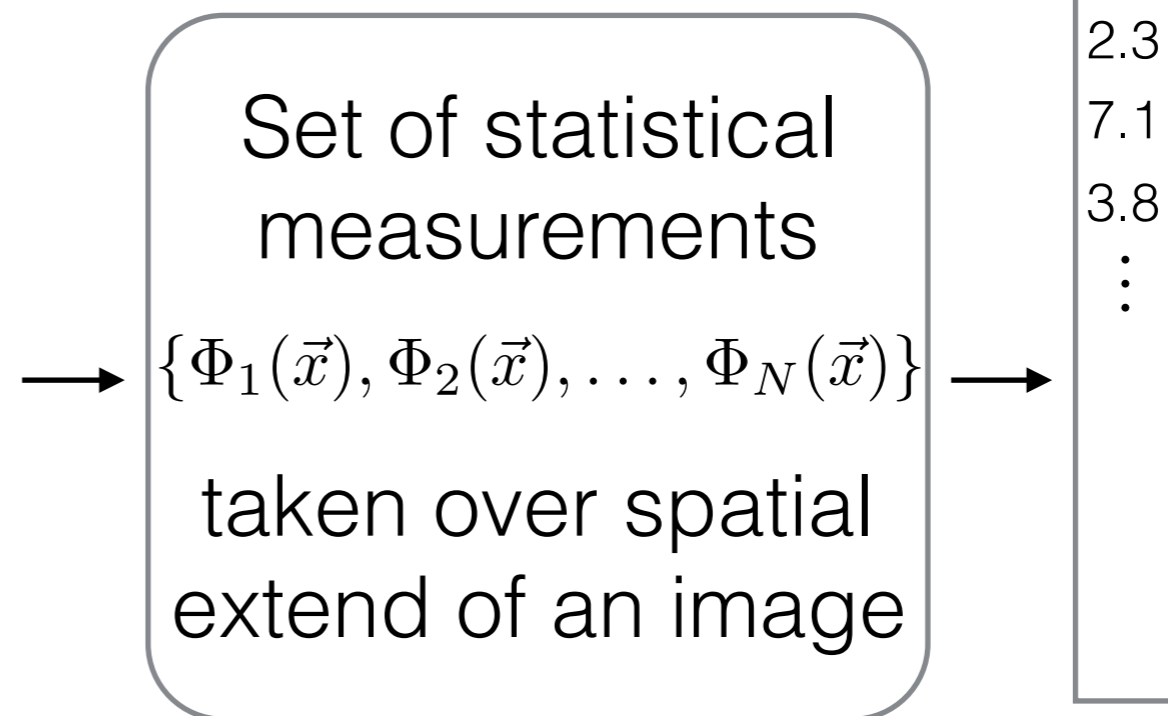 Set of statistical
measurements
{Φ₁(x⃗), Φ₂(x⃗), . . . , Φ_N(x⃗)}
taken over spatial
extend of an image
2.3
7.1
3.8
⋮